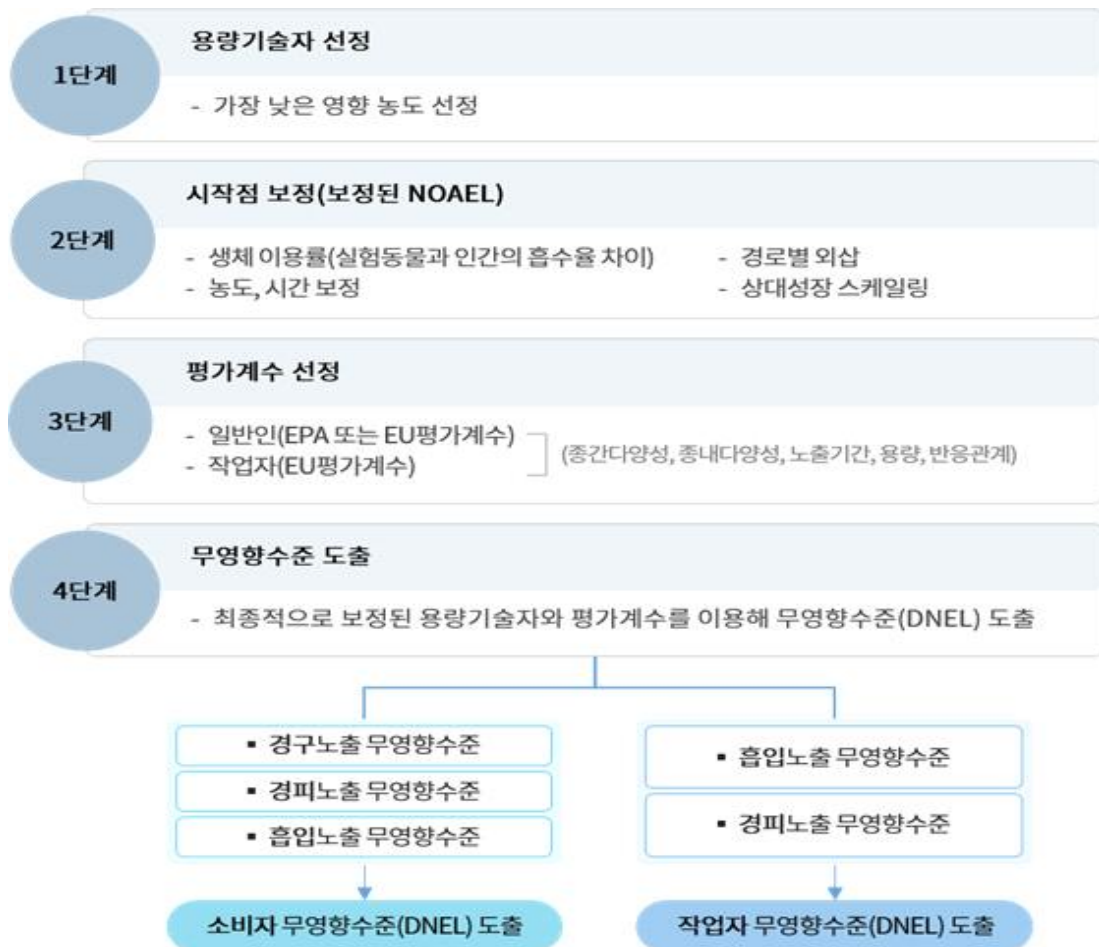 1단계
용량기술자 선정
- 가장 낮은 영향 농도 선정
2단계
시작점 보정(보정된 NOAEL)
- 생체 이용률(실험동물과 인간의 흡수율 차이)
- 경로별 외삽
- 농도, 시간 보정
- 상대성장 스케일링
3단계
평가계수 선정
- 일반인(EPA 또는 EU평가계수)
- 작업자(EU평가계수)
(종간다양성, 종내다양성, 노출기간, 용량, 반응관계)
4단계
무영향수준 도출
- 최종적으로 보정된 용량기술자와 평가계수를 이용해 무영향수준(DNEL) 도출
▪ 경구노출 무영향수준
▪ 경피노출 무영향수준
▪ 흡입노출 무영향수준
소비자 무영향수준(DNEL) 도출
▪ 흡입노출 무영향수준
▪ 경피노출 무영향수준
작업자 무영향수준(DNEL) 도출